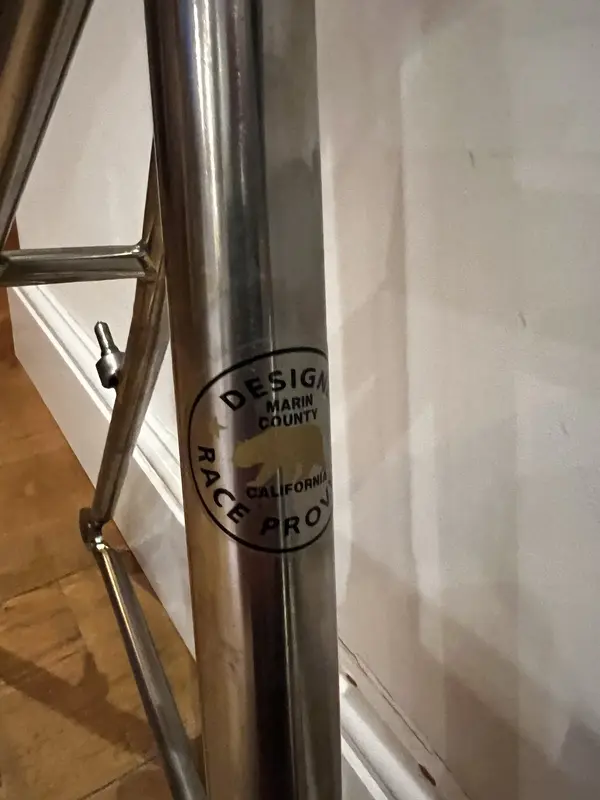 DESIGN
MARIN
COUNTY
CALIFORNIA
RACE PROV